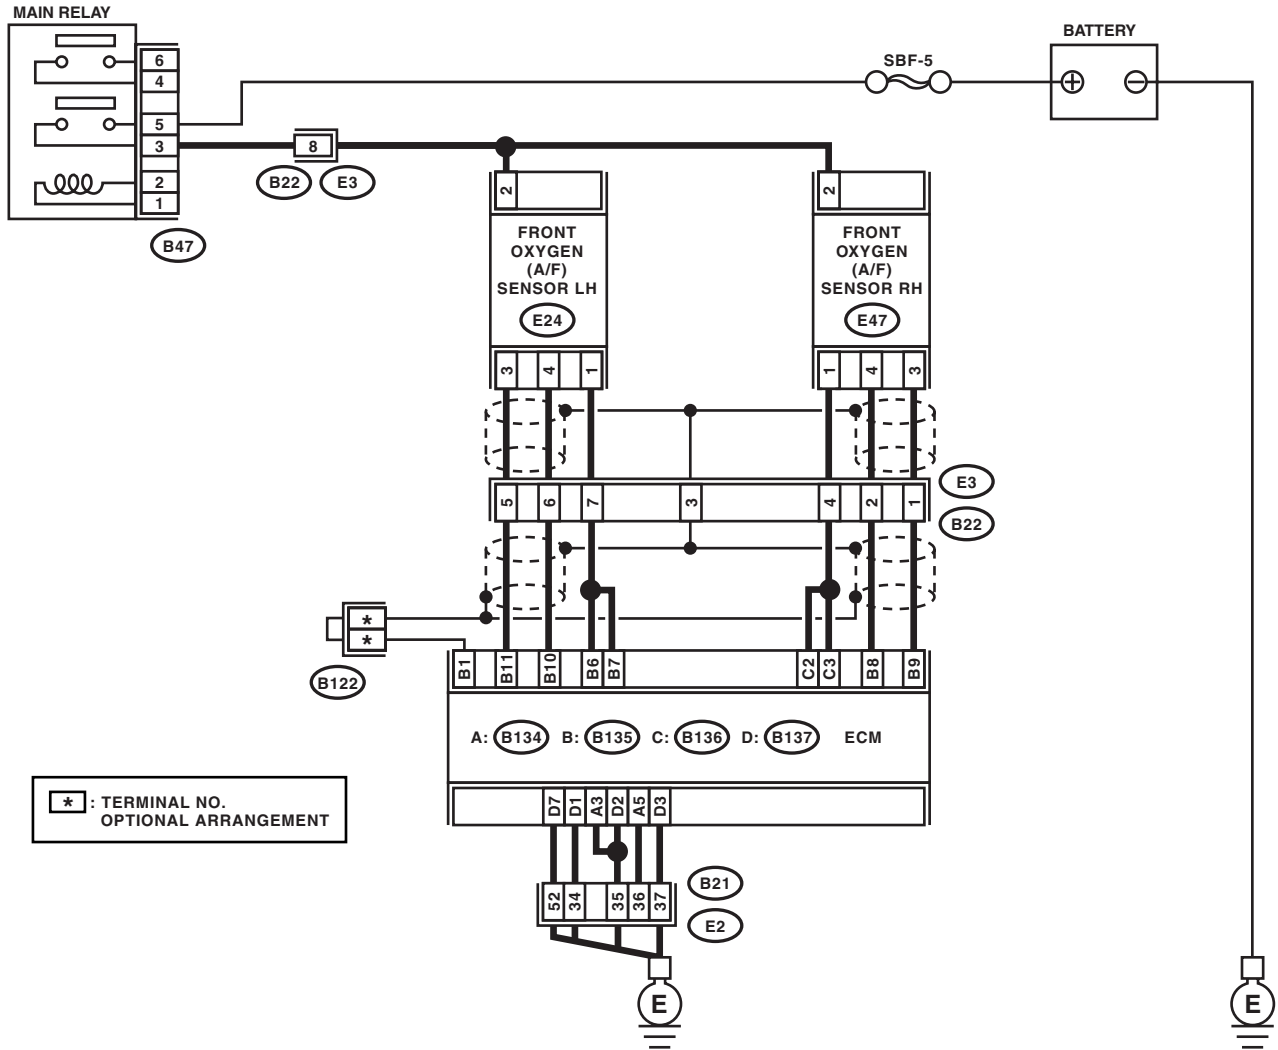 MAIN RELAY
BATTERY
SBF-5
6
4
5
3
2
1
8
B22 E3
B47
2
2
FRONT
OXYGEN
(A/F)
SENSOR LH
E24
FRONT
OXYGEN
(A/F)
SENSOR RH
E47
3 4 1
1 4 3
E3
5 6 7 3 4 2 1
B22
*
*
B122
B1 B11 B10 B6 B7 C2 C3 B8 B9
A: B134 B: B135 C: B136 D: B137 ECM
* : TERMINAL NO.
OPTIONAL ARRANGEMENT
D7 D1 A3 D2 A5 D3
B21
52 34 35 36 37
E2
E
E